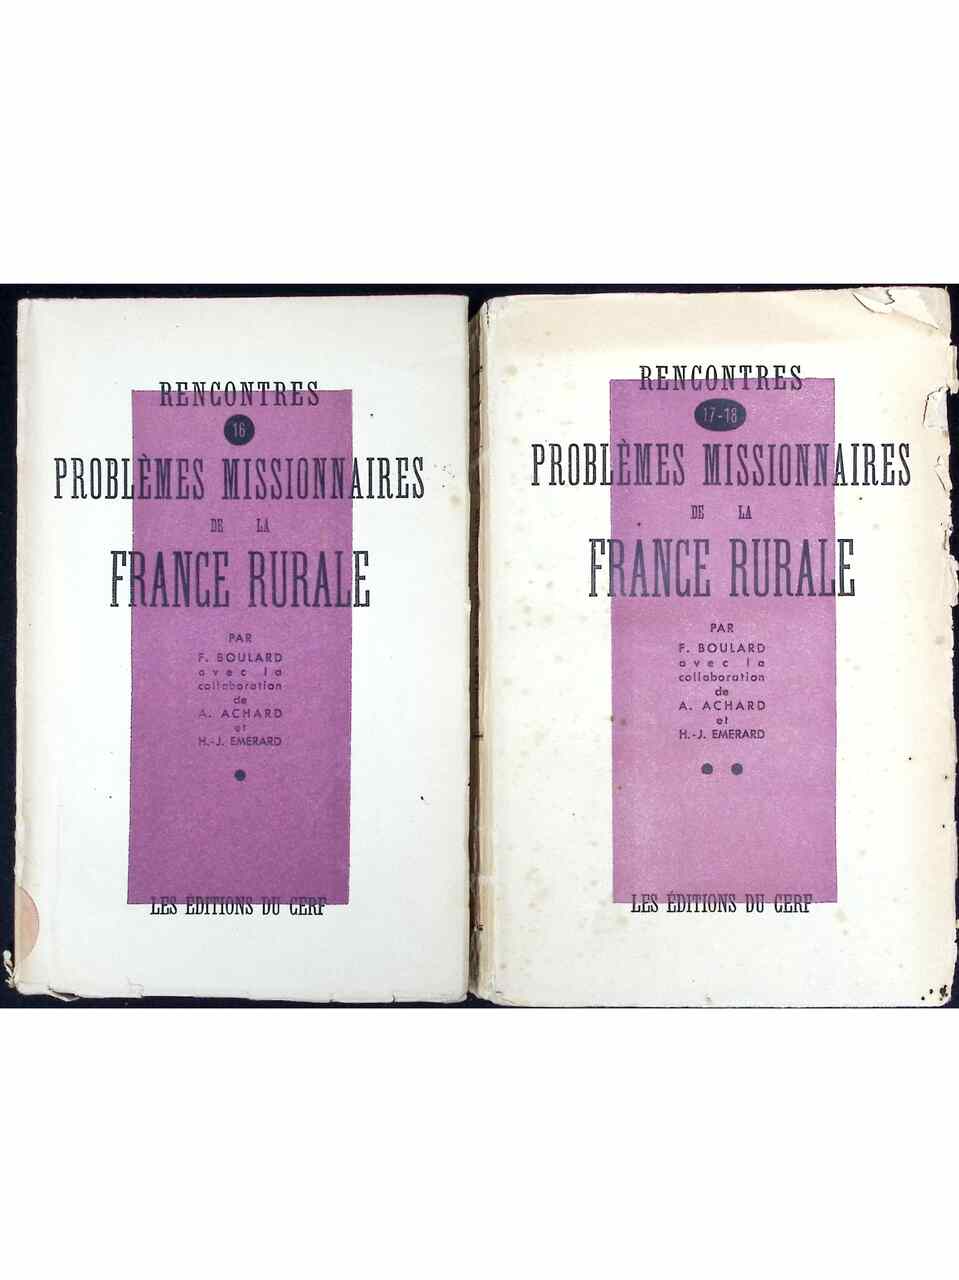 RENCONTRES
16
PROBLÈMES MISSIONNAIRES
DE LA
FRANCE RURALE
PAR
F. BOULARD
avec la
collaboration
de
A. ACHARD
et
H.-J. EMERARD
LES ÉDITIONS DU CERF
RENCONTRES
17-18
PROBLÈMES MISSIONNAIRES
DE LA
FRANCE RURALE
PAR
F. BOULARD
avec la
collaboration
de
A. ACHARD
et
H.-J. EMERARD
LES ÉDITIONS DU CERF